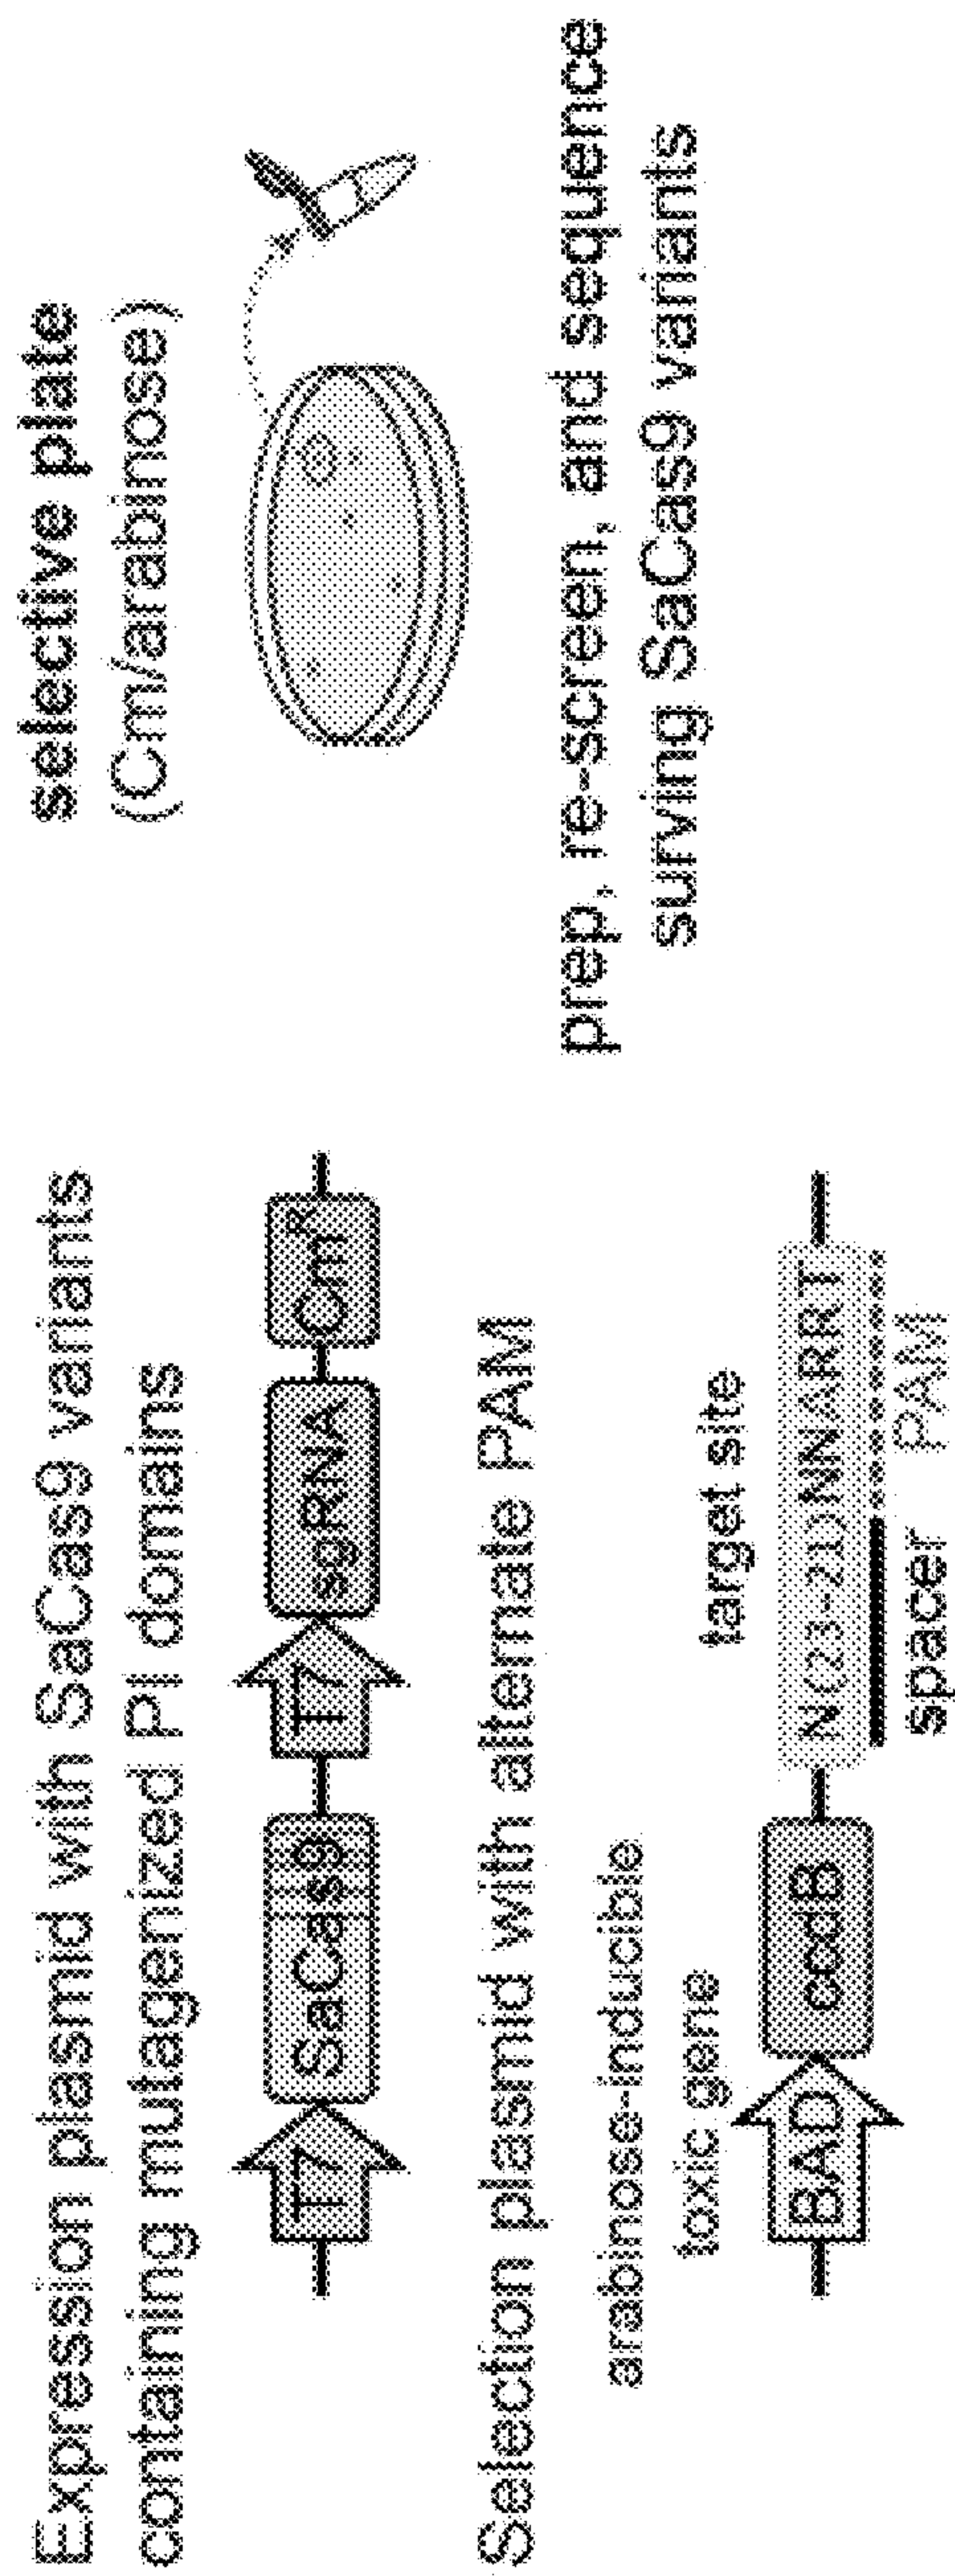 Expression plasmid with SaCas9 variants
containing mutagenized PI domains
T7 SaCas9 T7 sgRNA CmR
Selection plasmid with alternate PAM
arabinose-inducible
toxic gene
target site
BAD ccdB N(23-21)NNARRT
spacer PAM
selective plate
(Cm/arabinose)
prep, re-screen, and sequence
surviving SaCas9 variants